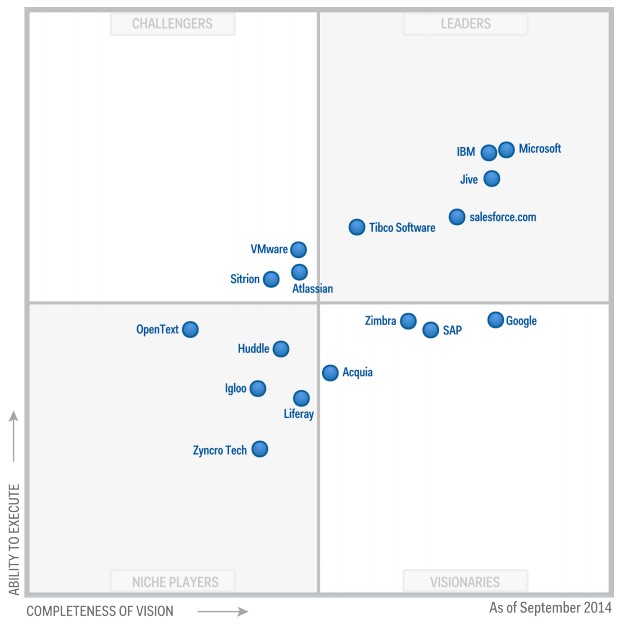 CHALLENGERS
LEADERS
IBM
Microsoft
Jive
salesforce.com
Tibco Software
VMware
Sitrion
Atlassian
OpenText
Zimbra
SAP
Google
Huddle
Acquia
Igloo
Liferay
Zyncro Tech
NICHE PLAYERS
VISIONARIES
ABILITY TO EXECUTE
COMPLETENESS OF VISION
As of September 2014